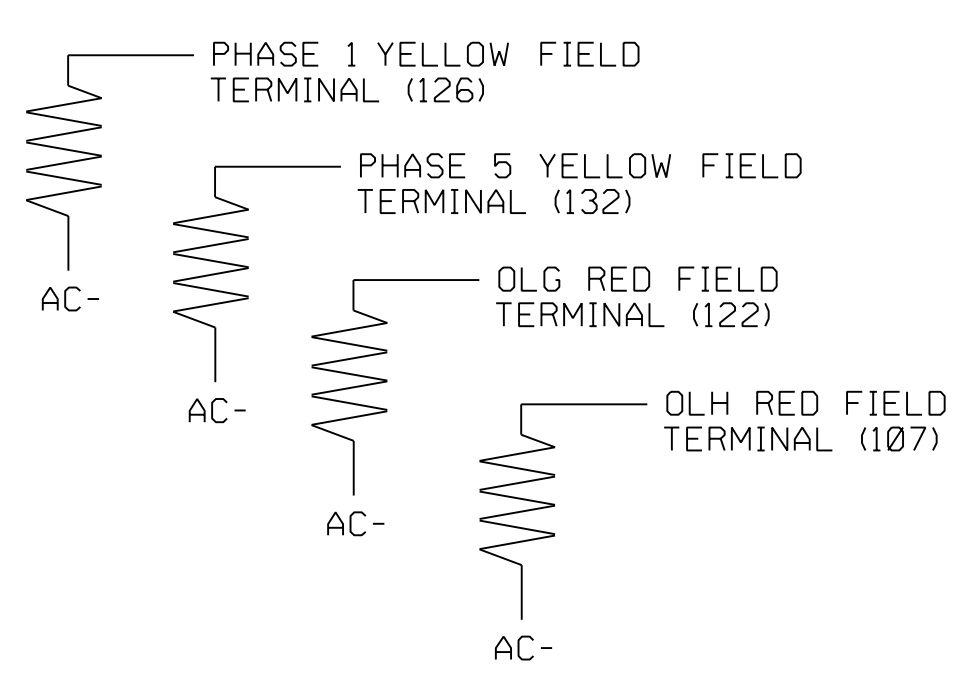 PHASE 1 YELLOW FIELD
TERMINAL (126)
AC-
PHASE 5 YELLOW FIELD
TERMINAL (132)
AC-
OLG RED FIELD
TERMINAL (122)
AC-
OLH RED FIELD
TERMINAL (107)
AC-